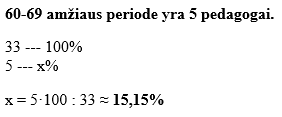 60-69 amžiaus periode yra 5 pedagogai.
33 --- 100%
5 --- x%
x = 5·100 : 33 ≈ 15,15%